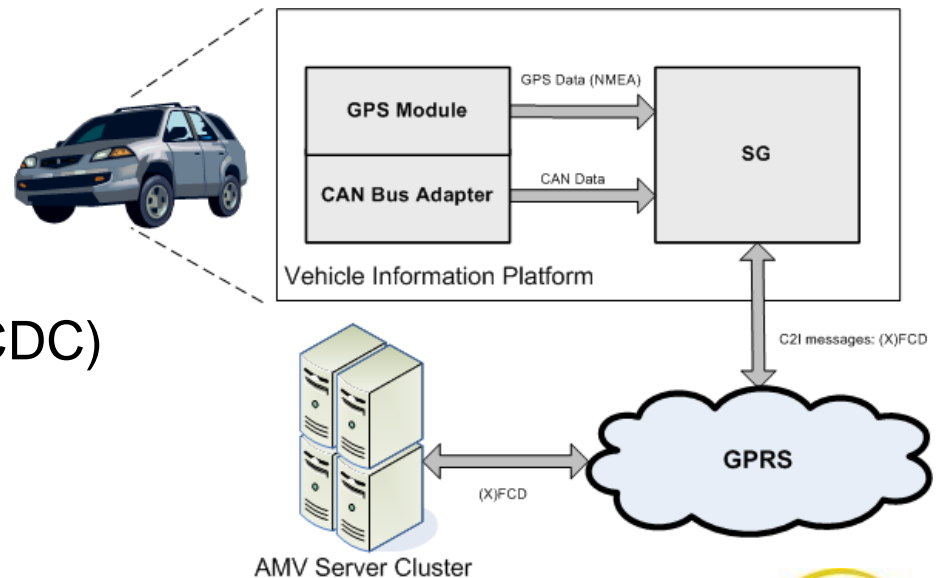 GPS Data (NMEA)
GPS Module
SG
CAN Data
CAN Bus Adapter
Vehicle Information Platform
CDC)
C2I messages: (X)FCD
GPRS
(X)FCD
AMV Server Cluster